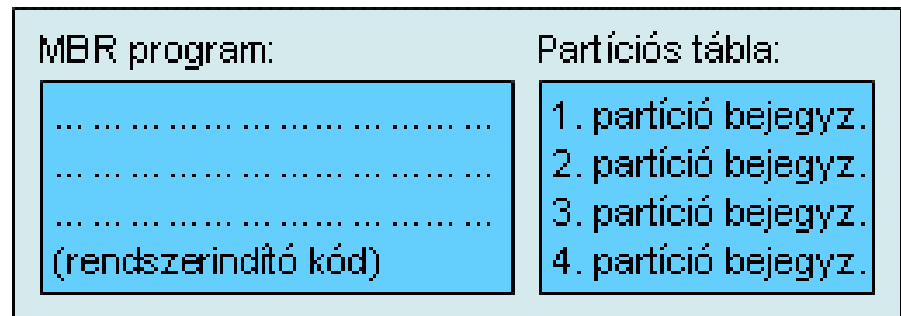 MBR program:
... ... ... ... ... ... ... ... ... ... ... ...
... ... ... ... ... ... ... ... ... ... ... ...
... ... ... ... ... ... ... ... ... ... ... ...
(rendszerindító kód)
Partíciós tábla:
1. partíció bejegyz.
2. partíció bejegyz.
3. partíció bejegyz.
4. partíció bejegyz.